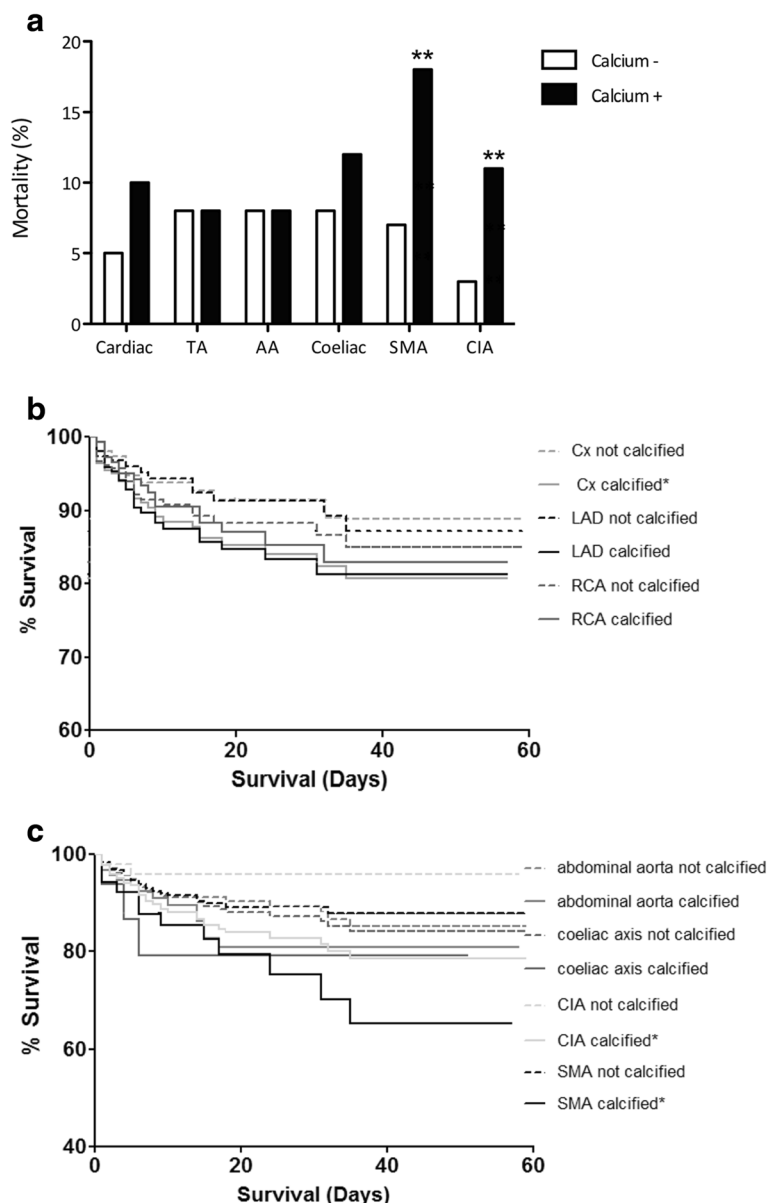 a
20
15
10
5
0
Mortality (%)
**
**
Calcium -
Calcium +
Cardiac TA AA Coeliac SMA CIA
b
100
90
80
70
60
% Survival
0 20 40 60
Survival (Days)
Cx not calcified
Cx calcified*
LAD not calcified
LAD calcified
RCA not calcified
RCA calcified
c
100
80
60
40
% Survival
0 20 40 60
Survival (Days)
abdominal aorta not calcified
abdominal aorta calcified
coeliac axis not calcified
coeliac axis calcified
CIA not calcified
CIA calcified*
SMA not calcified
SMA calcified*